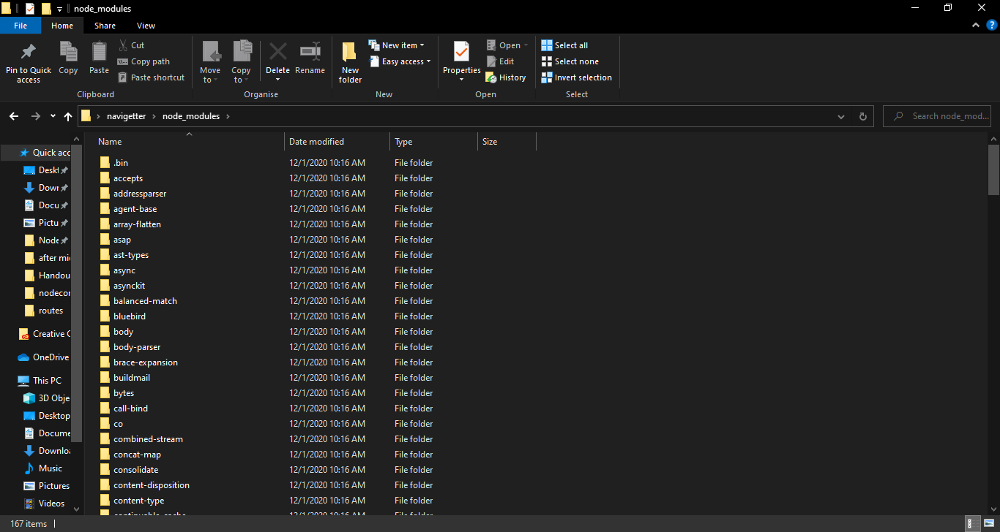 node_modules
File Home Share View
Pin to Quick access
Copy
Paste
Cut
Copy path
Paste shortcut
Clipboard
Move to
Copy to
Delete
Rename
Organise
New folder
New item
Easy access
New
Properties
Open
Edit
History
Open
Select all
Select none
Invert selection
Select
navigetter > node_modules >
Search node_mod...
Quick acc
Deskt
Down
Docu
Pictu
Node
after mi
Handou
nodecor
routes
Creative C
OneDrive
This PC
3D Obje
Desktop
Docume
Downloa
Music
Pictures
Videos
Name Date modified Type Size
.bin 12/1/2020 10:16 AM File folder
accepts 12/1/2020 10:16 AM File folder
addressparser 12/1/2020 10:16 AM File folder
agent-base 12/1/2020 10:16 AM File folder
array-flatten 12/1/2020 10:16 AM File folder
asap 12/1/2020 10:16 AM File folder
ast-types 12/1/2020 10:16 AM File folder
async 12/1/2020 10:16 AM File folder
asynckit 12/1/2020 10:16 AM File folder
balanced-match 12/1/2020 10:16 AM File folder
bluebird 12/1/2020 10:16 AM File folder
body 12/1/2020 10:16 AM File folder
body-parser 12/1/2020 10:16 AM File folder
brace-expansion 12/1/2020 10:16 AM File folder
buildmail 12/1/2020 10:16 AM File folder
bytes 12/1/2020 10:16 AM File folder
call-bind 12/1/2020 10:16 AM File folder
co 12/1/2020 10:16 AM File folder
combined-stream 12/1/2020 10:16 AM File folder
concat-map 12/1/2020 10:16 AM File folder
consolidate 12/1/2020 10:16 AM File folder
content-disposition 12/1/2020 10:16 AM File folder
content-type 12/1/2020 10:16 AM File folder
167 items